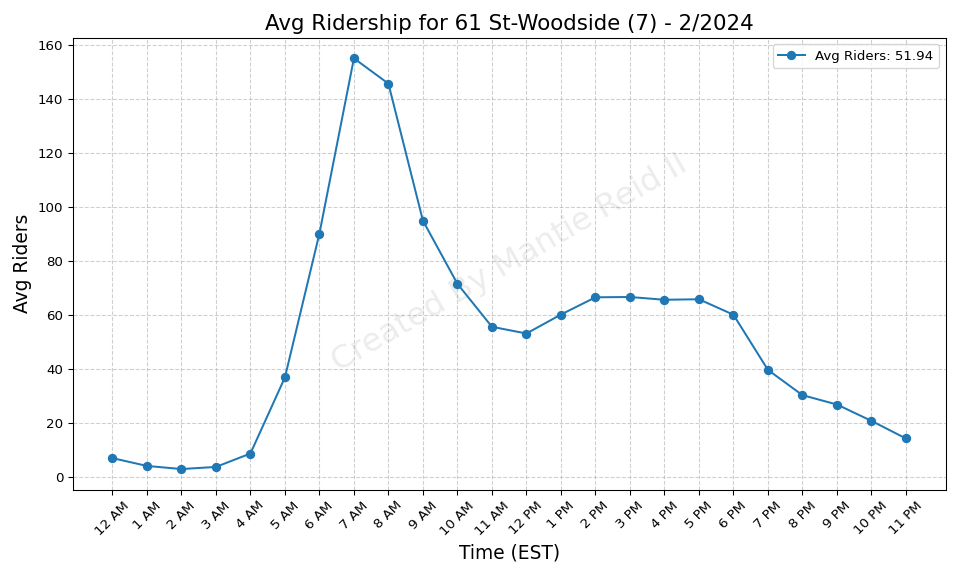 Avg Ridership for 61 St-Woodside (7) - 2/2024
Avg Riders: 51.94
Avg Riders
160
140
120
100
80
60
40
20
0
Created By Mantie Reid II
12 AM
1 AM
2 AM
3 AM
4 AM
5 AM
6 AM
7 AM
8 AM
9 AM
10 AM
11 AM
12 PM
1 PM
2 PM
3 PM
4 PM
5 PM
6 PM
7 PM
8 PM
9 PM
10 PM
11 PM
Time (EST)